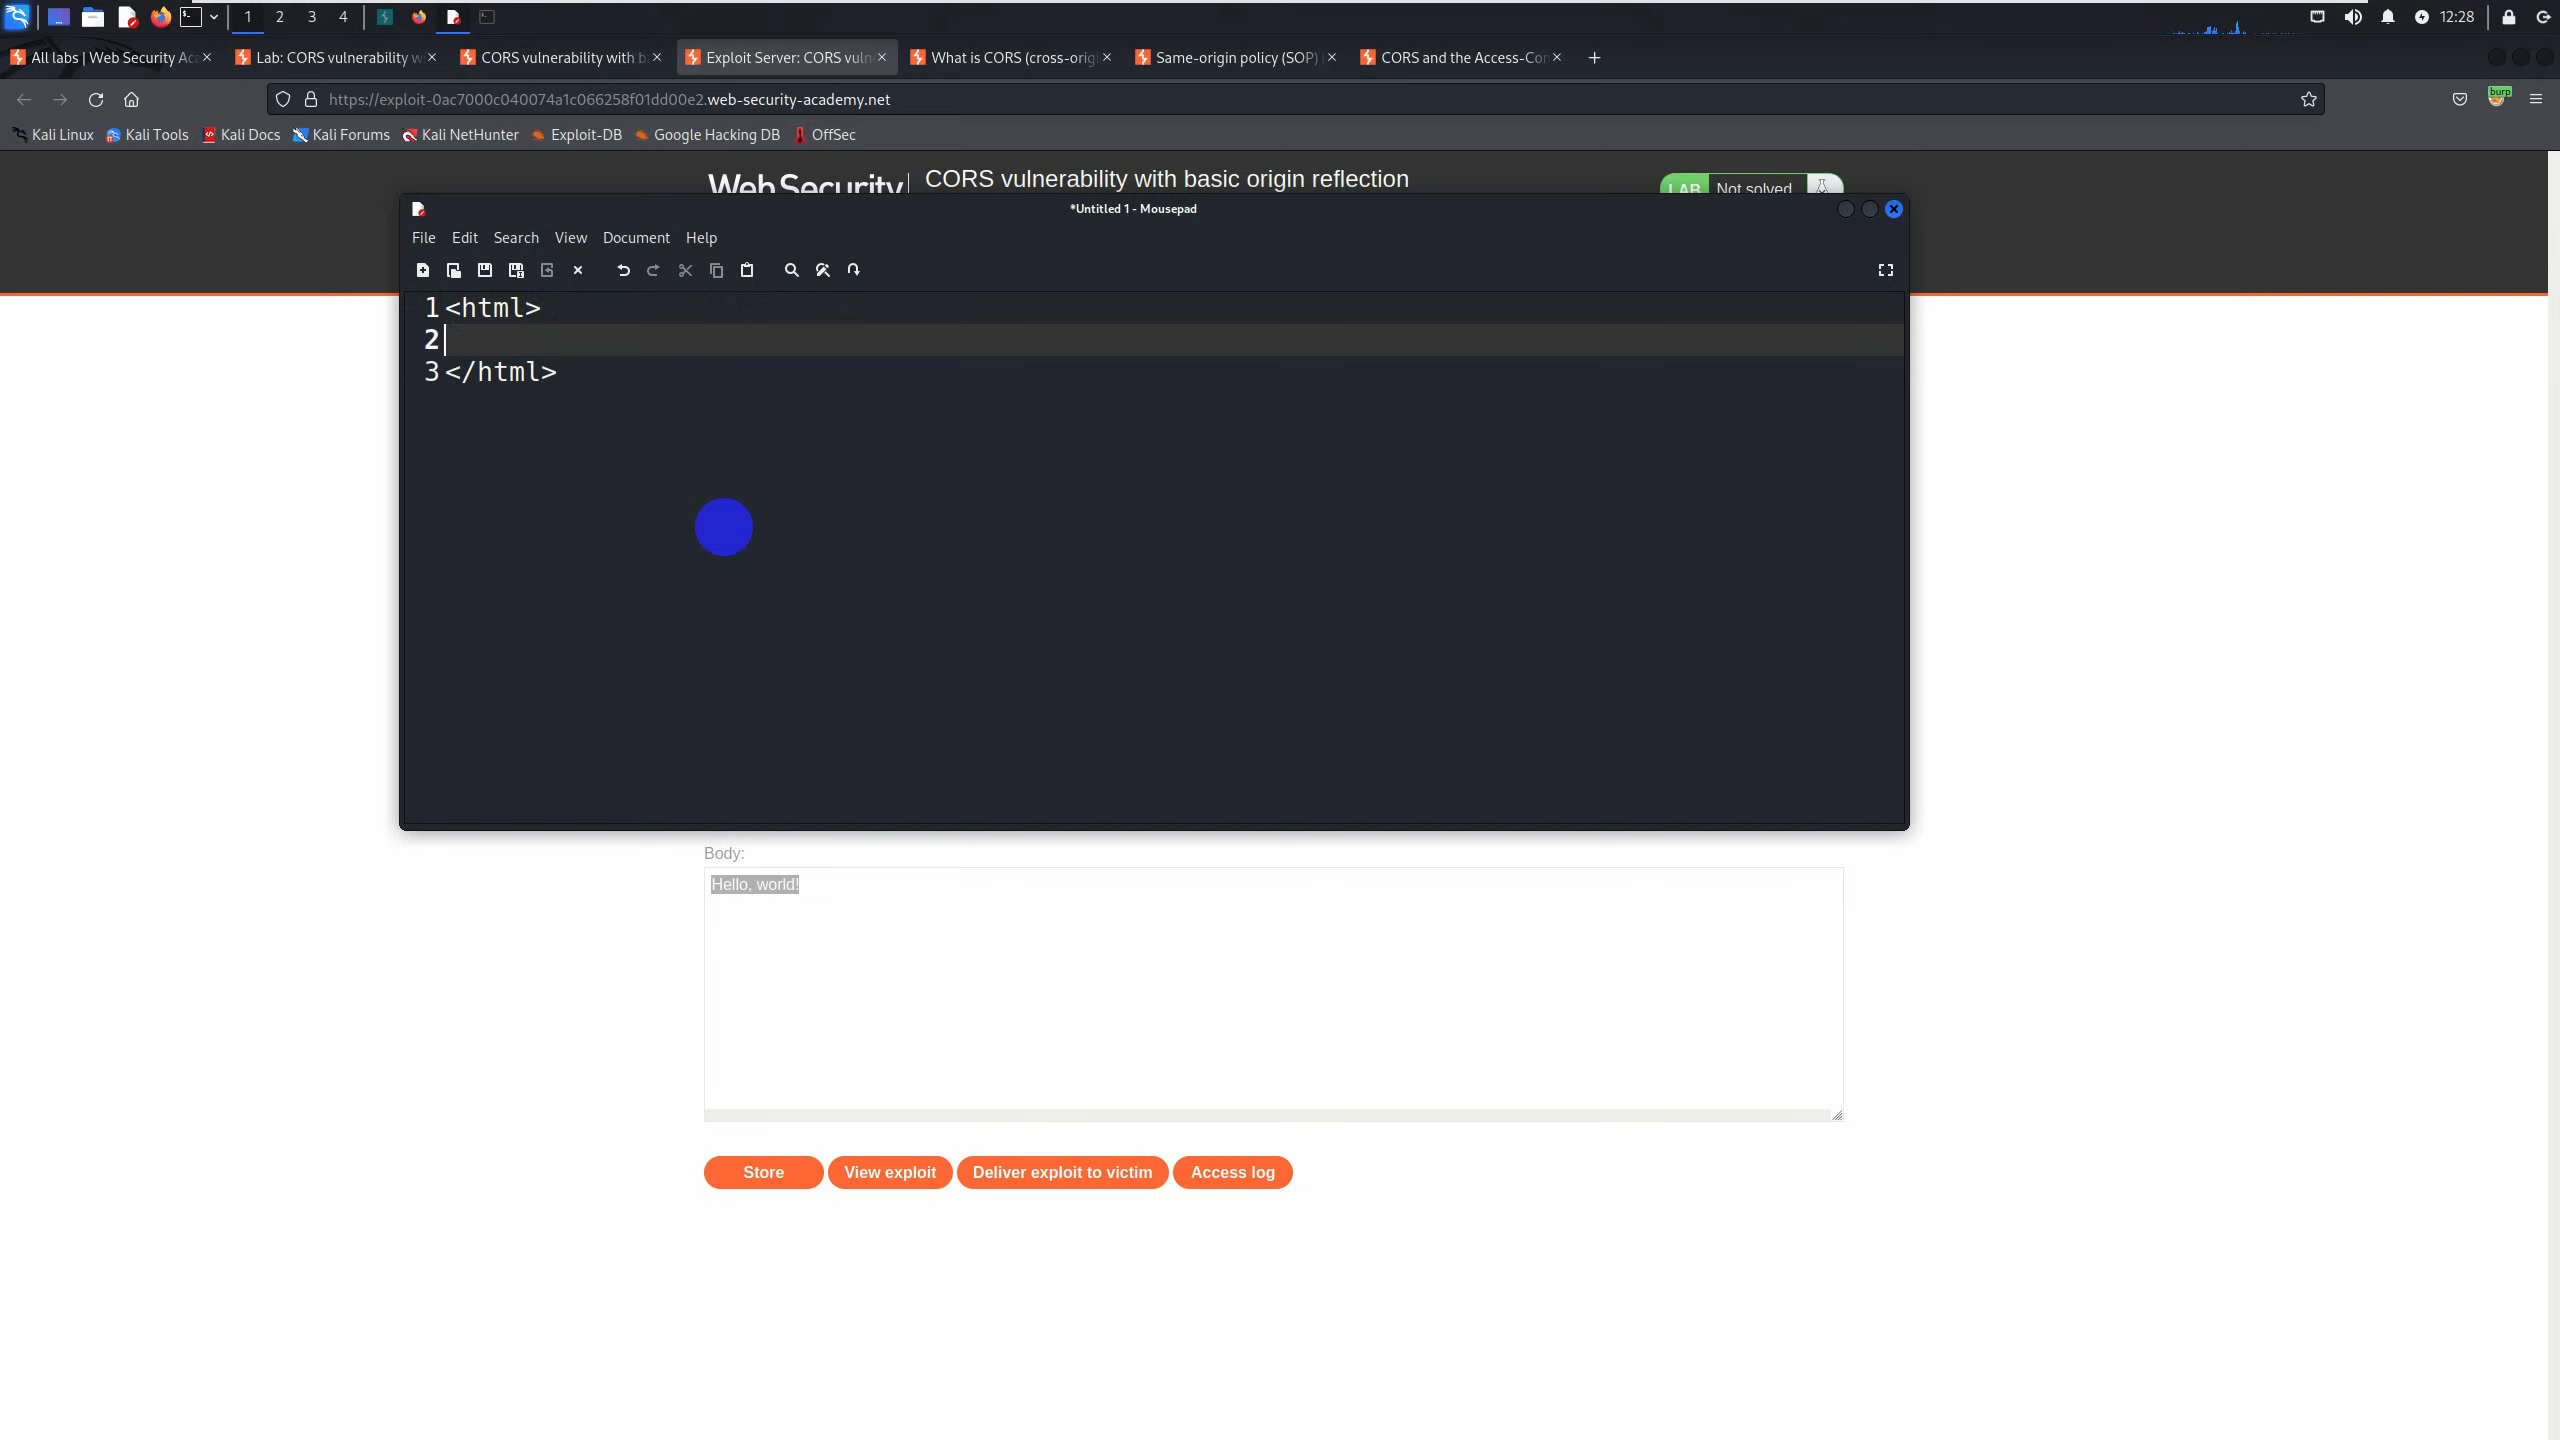 1 2 3 4 12:28
All labs | Web Security Ac
Lab: CORS vulnerability w
CORS vulnerability with b
Exploit Server: CORS vuln
What is CORS (cross-orig
Same-origin policy (SOP)
CORS and the Access-Con
https://exploit-0ac7000c040074a1c066258f01dd00e2.web-security-academy.net
burp
Kali Linux Kali Tools Kali Docs Kali Forums Kali NetHunter Exploit-DB Google Hacking DB OffSec
WebSecurity
CORS vulnerability with basic origin reflection
LAB Not solved
*Untitled 1 - Mousepad
File Edit Search View Document Help
1 <html>
2
3 </html>
Body:
Hello, world!
Store View exploit Deliver exploit to victim Access log